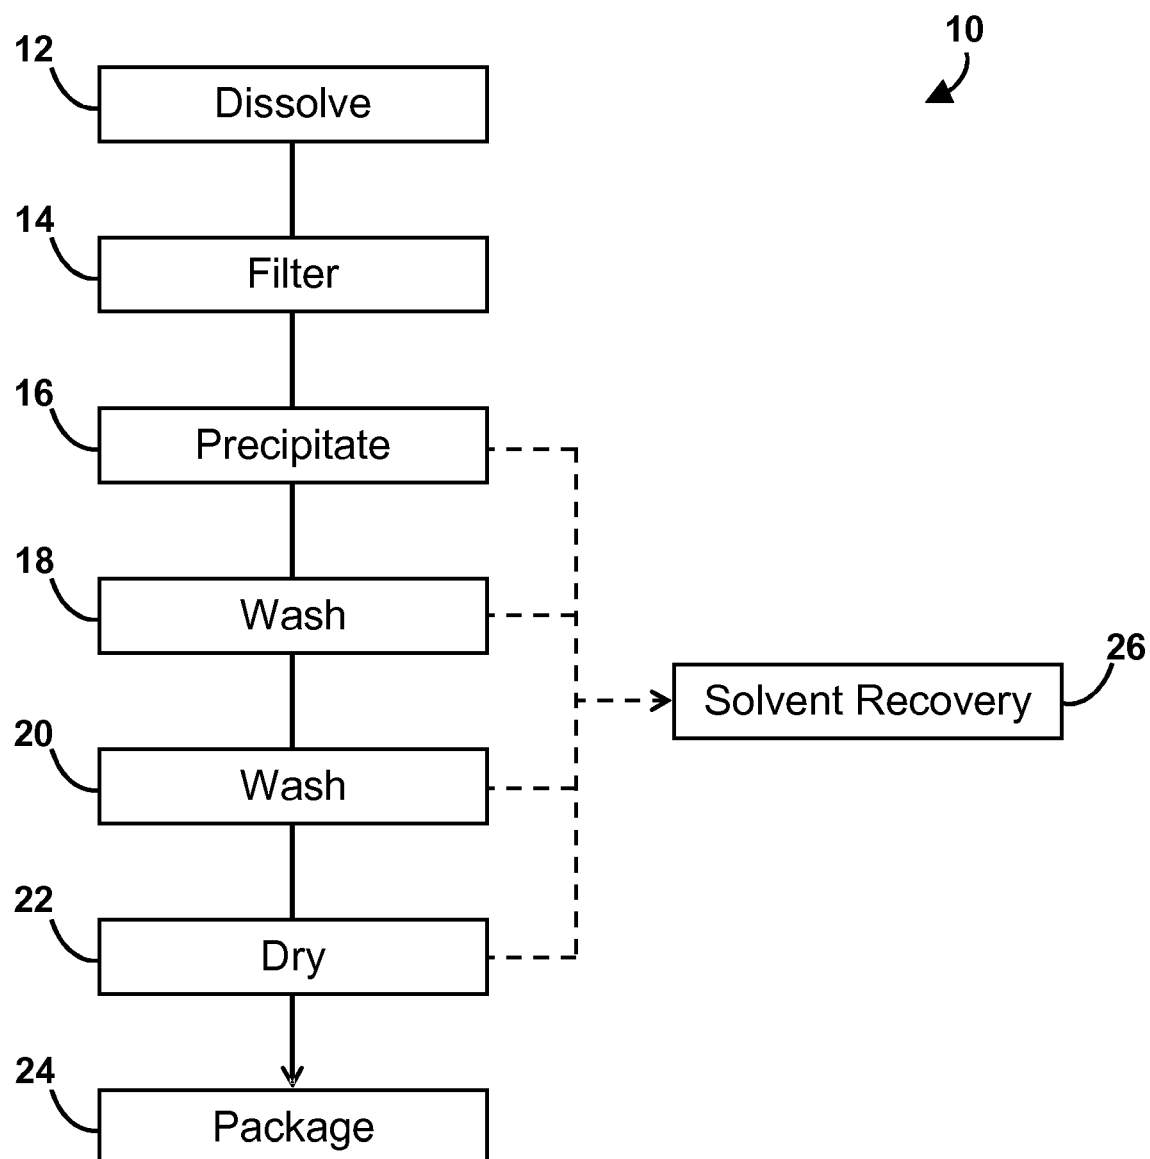 10
12
Dissolve
14
Filter
16
Precipitate
18
Wash
26
Solvent Recovery
20
Wash
22
Dry
24
Package